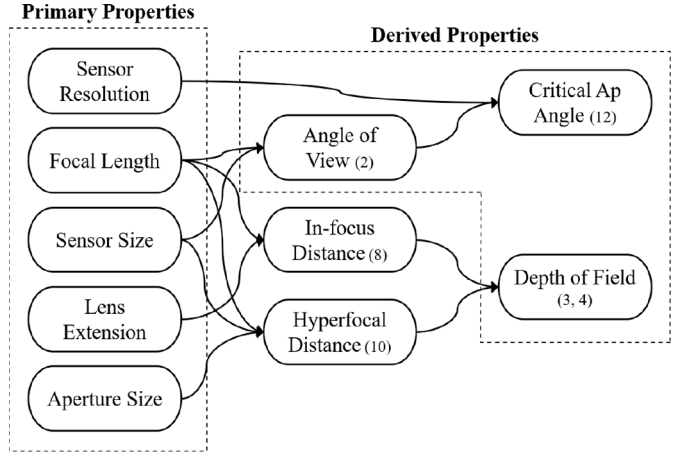 Primary Properties
Derived Properties
Sensor
Resolution
Focal Length
Sensor Size
Lens
Extension
Aperture Size
Angle of
View (2)
In-focus
Distance (8)
Hyperfocal
Distance (10)
Critical Ap
Angle (12)
Depth of Field
(3, 4)